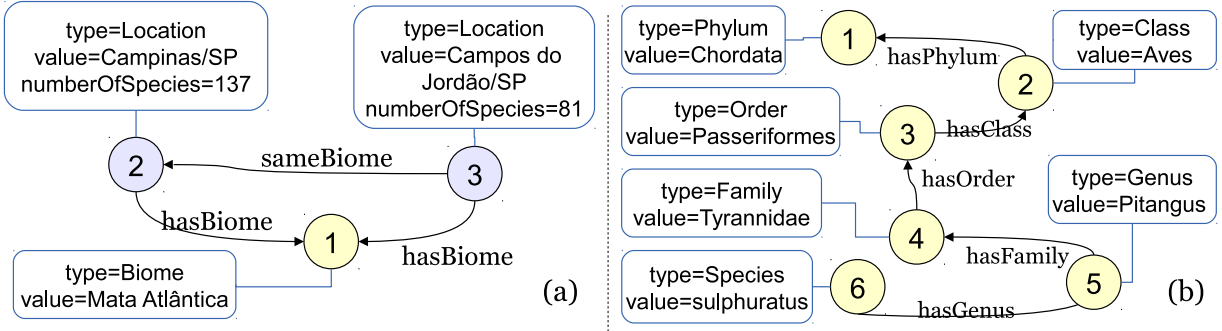 type=Location
value=Campinas/SP
numberOfSpecies=137
type=Location
value=Campos do
Jordão/SP
numberOfSpecies=81
2
sameBiome
3
hasBiome
1
hasBiome
type=Biome
value=Mata Atlântica
(a)
type=Phylum
value=Chordata
1
hasPhylum
type=Class
value=Aves
2
type=Order
value=Passeriformes
3
hasClass
hasOrder
type=Family
value=Tyrannidae
4
type=Genus
value=Pitangus
hasFamily
5
type=Species
value=sulphuratus
6
hasGenus
(b)